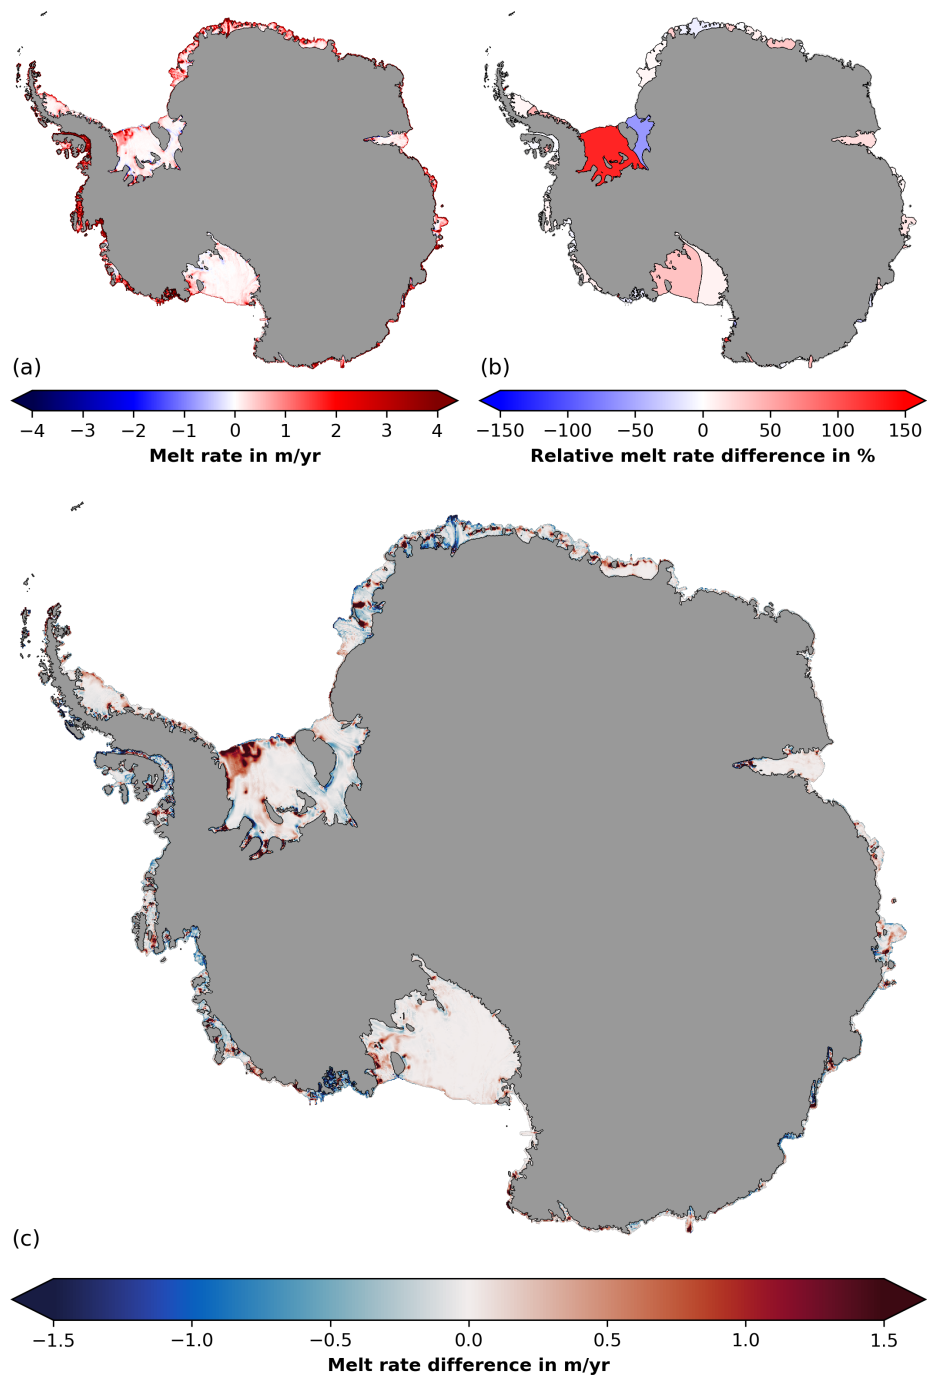 (a)
(b)
−4 −3 −2 −1 0 1 2 3 4
Melt rate in m/yr
−150 −100 −50 0 50 100 150
Relative melt rate difference in %
(c)
−1.5 −1.0 −0.5 0.0 0.5 1.0 1.5
Melt rate difference in m/yr